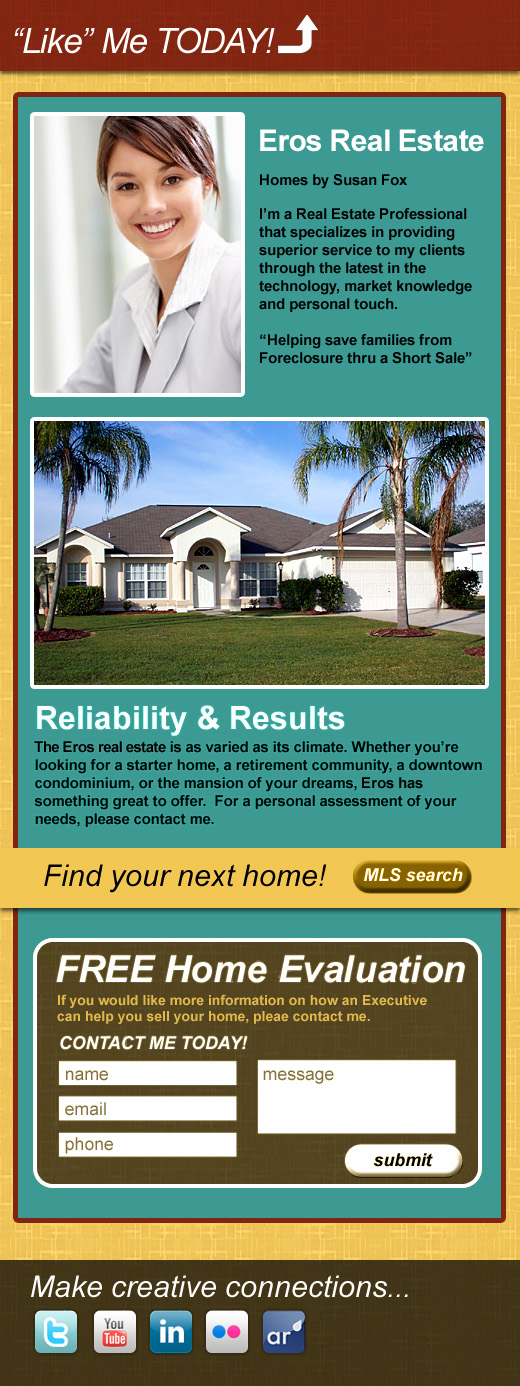 “Like” Me TODAY!
Eros Real Estate
Homes by Susan Fox
I’m a Real Estate Professional
that specializes in providing
superior service to my clients
through the latest in the
technology, market knowledge
and personal touch.
“Helping save families from
Foreclosure thru a Short Sale”
Reliability & Results
The Eros real estate is as varied as its climate. Whether you’re
looking for a starter home, a retirement community, a downtown
condominium, or the mansion of your dreams, Eros has
something great to offer.  For a personal assessment of your
needs, please contact me.
Find your next home! MLS search
FREE Home Evaluation
If you would like more information on how an Executive
can help you sell your home, pleae contact me.
CONTACT ME TODAY!
name
email
phone
message
submit
Make creative connections...
t You Tube in ar